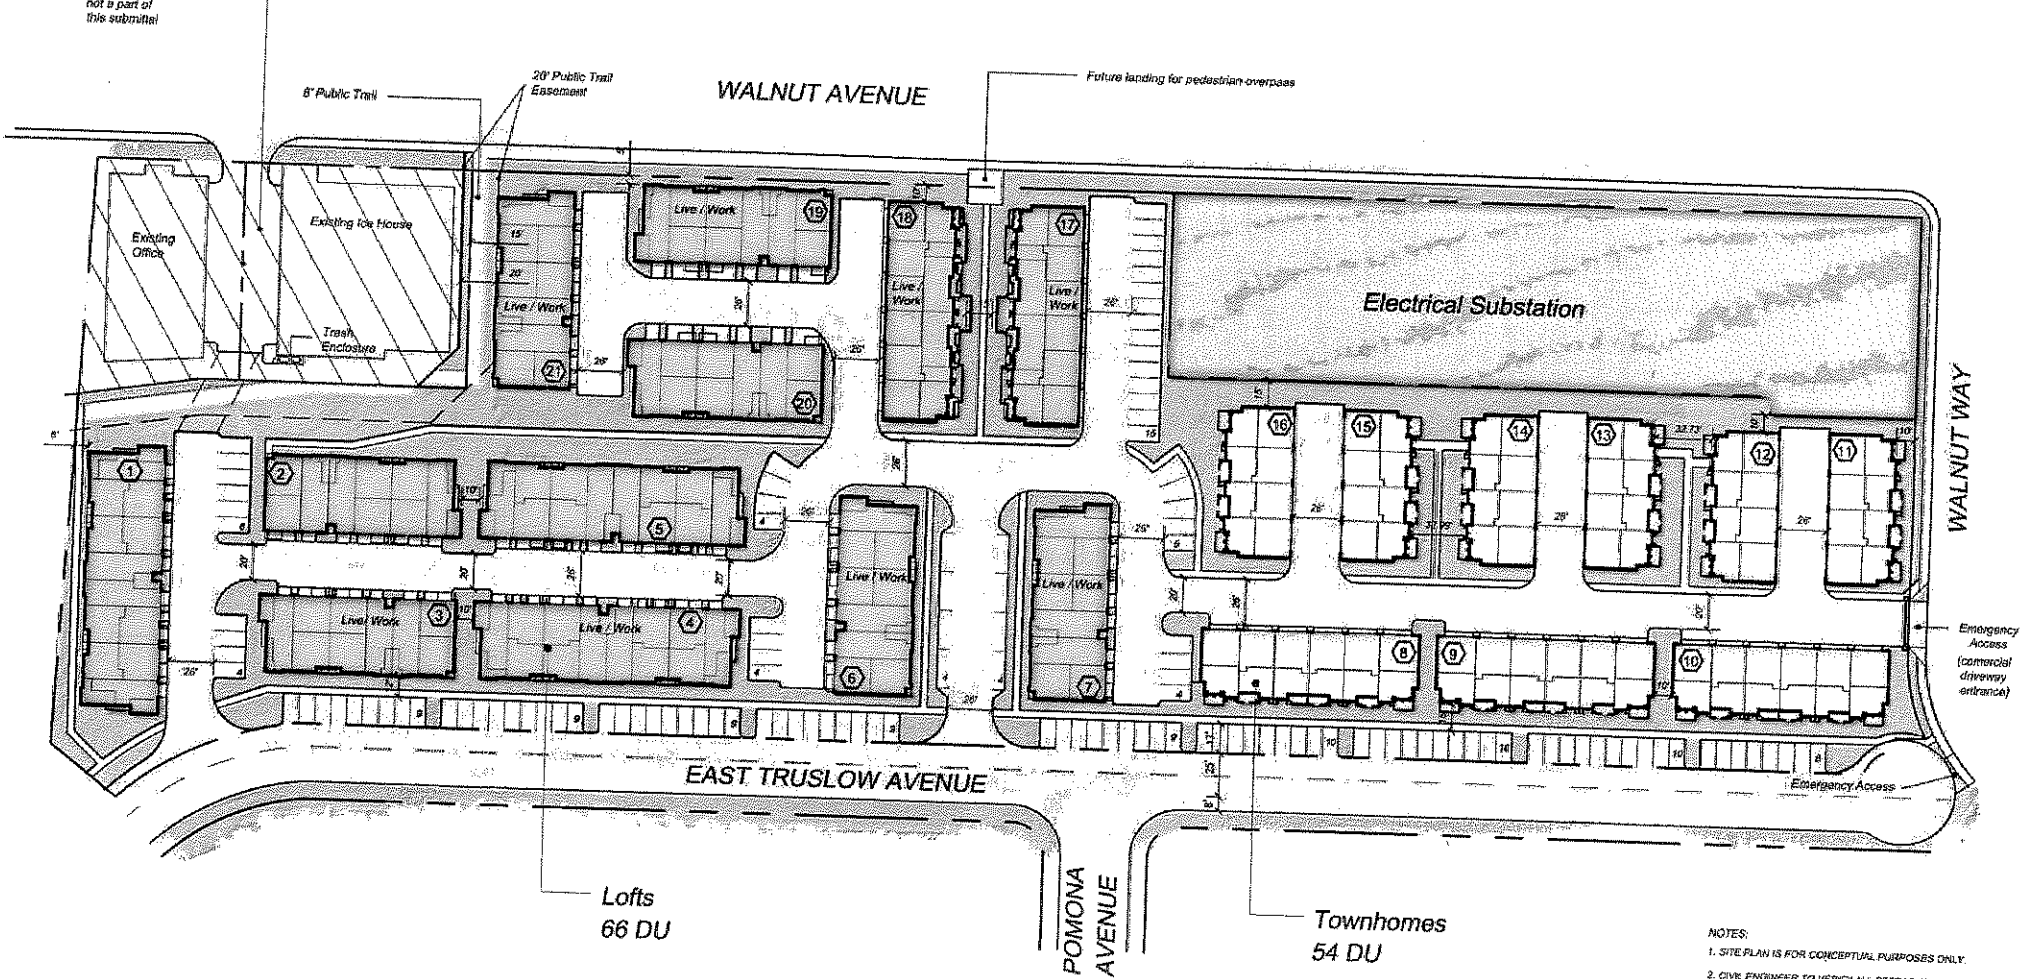 not a part of
this submittal
8' Public Trail
20' Public Trail
Easement
WALNUT AVENUE
Future landing for pedestrian overpass
Existing
Office
Existing Ice House
Trash
Enclosure
Live / Work
21
Live / Work
19
20
18
Live /
Work
17
Live /
Work
Electrical Substation
WALNUT WAY
16
15
14
13
12
11
1
2
5
3
Live / Work
4
Live / Work
Live / Work
6
Live / Work
7
8
9
10
Emergency
Access
(comercial
driveway
entrance)
EAST TRUSLOW AVENUE
Emergency Access
Lofts
66 DU
POMONA
AVENUE
Townhomes
54 DU
NOTES:
1. SITE PLAN IS FOR CONCEPTUAL PURPOSES ONLY.